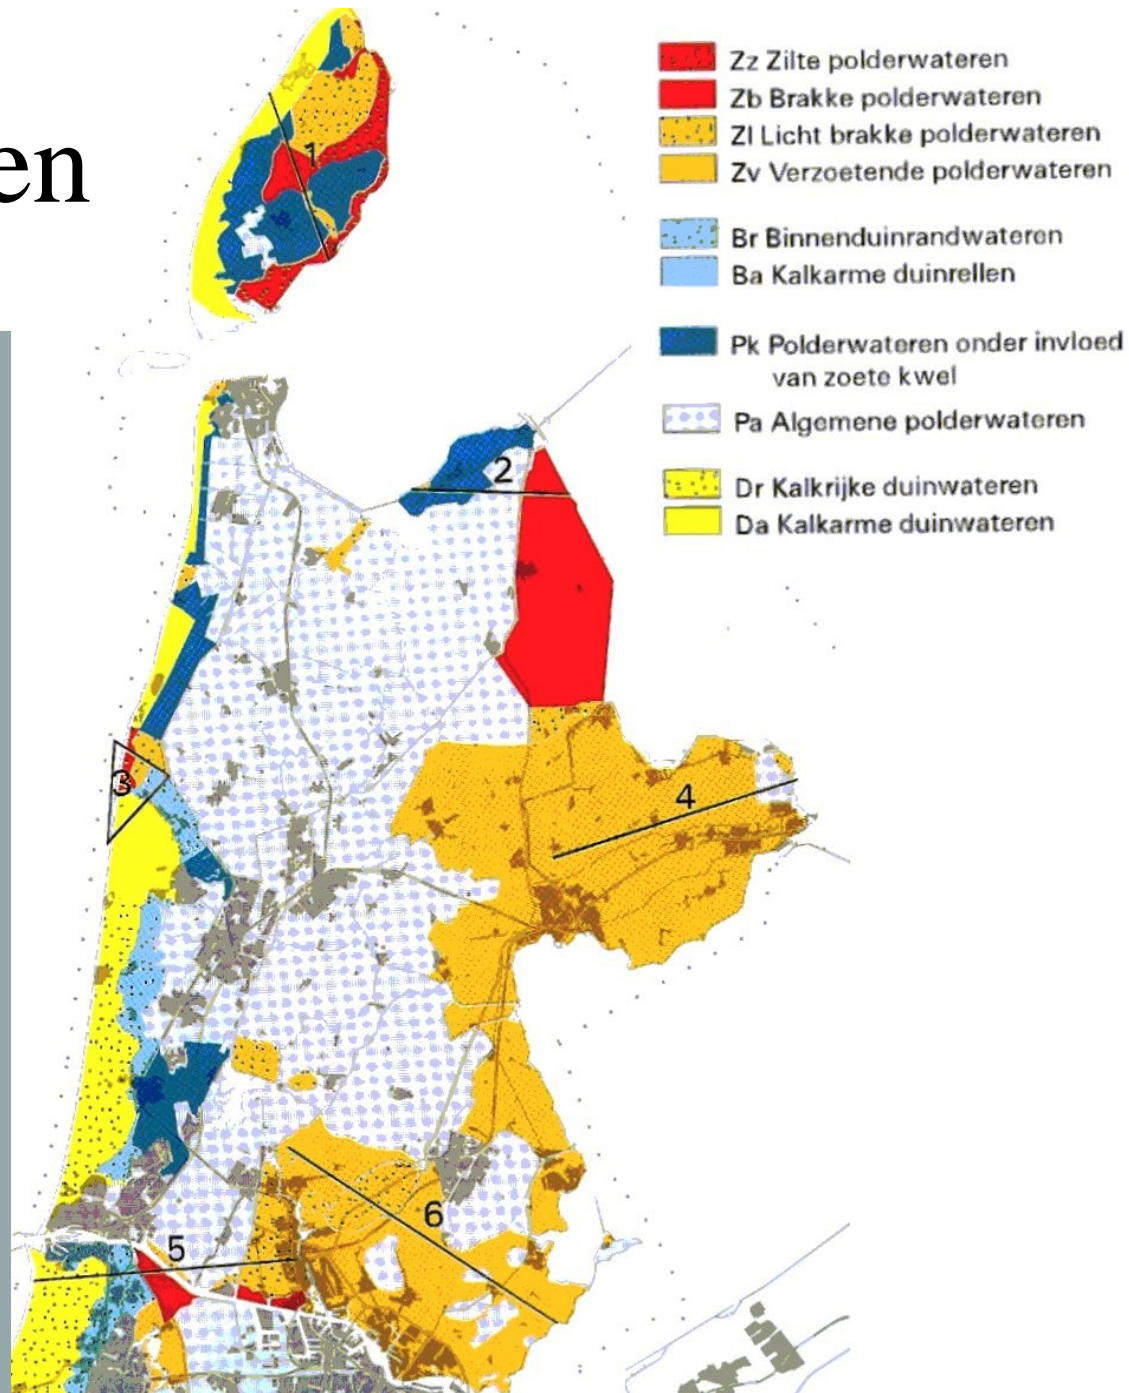 en
Zz Zilte polderwateren
Zb Brakke polderwateren
Zl Licht brakke polderwateren
Zv Verzoetende polderwateren
Br Binnenduinrandwateren
Ba Kalkarme duinrellen
Pk Polderwateren onder invloed
van zoete kwel
Pa Algemene polderwateren
Dr Kalkrijke duinwateren
Da Kalkarme duinwateren
1
2
3
4
5
6